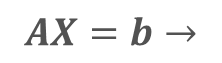 AX = b →